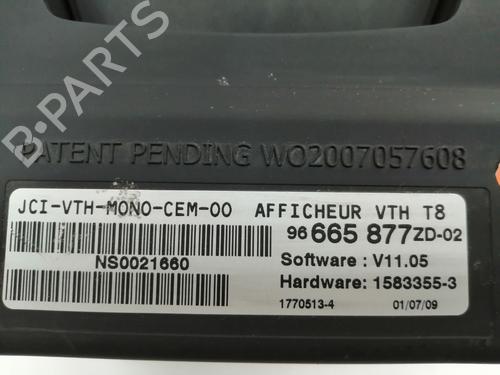 B-PARTS
PATENT PENDING WO2007057608
JCI-VTH-MONO-CEM-00 AFFICHEUR VTH T8
96 665 877ZD-02
NS0021660
Software : V11.05
Hardware: 1583355-3
1770513-4 01/07/09